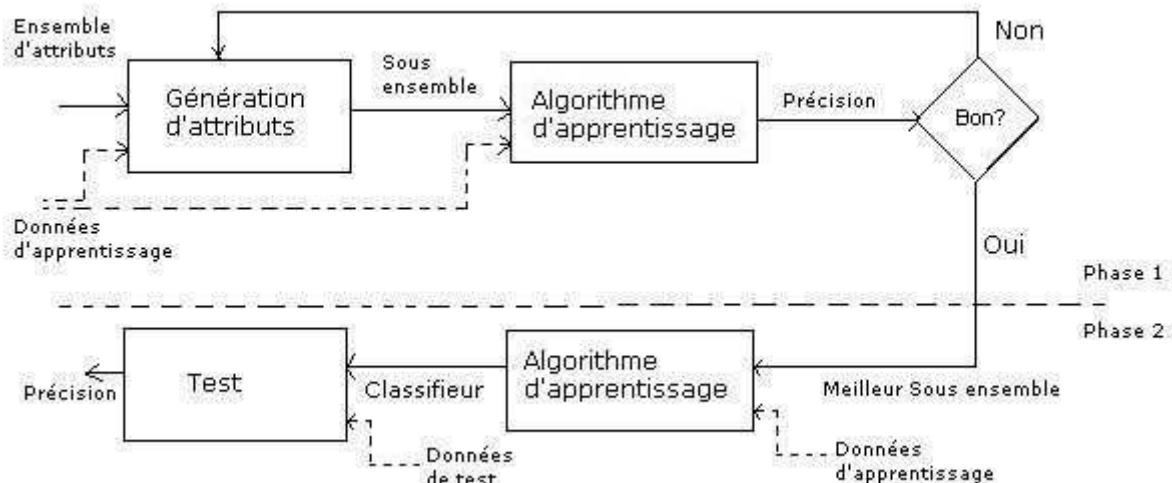 Ensemble
d'attributs
Non
Sous
ensemble
Génération
d'attributs
Algorithme
d'apprentissage
Précision
Bon?
Données
d'apprentissage
Oui
Phase 1
Phase 2
Test
Algorithme
d'apprentissage
Précision
Classifieur
Meilleur Sous ensemble
Données
de test
Données
d'apprentissage